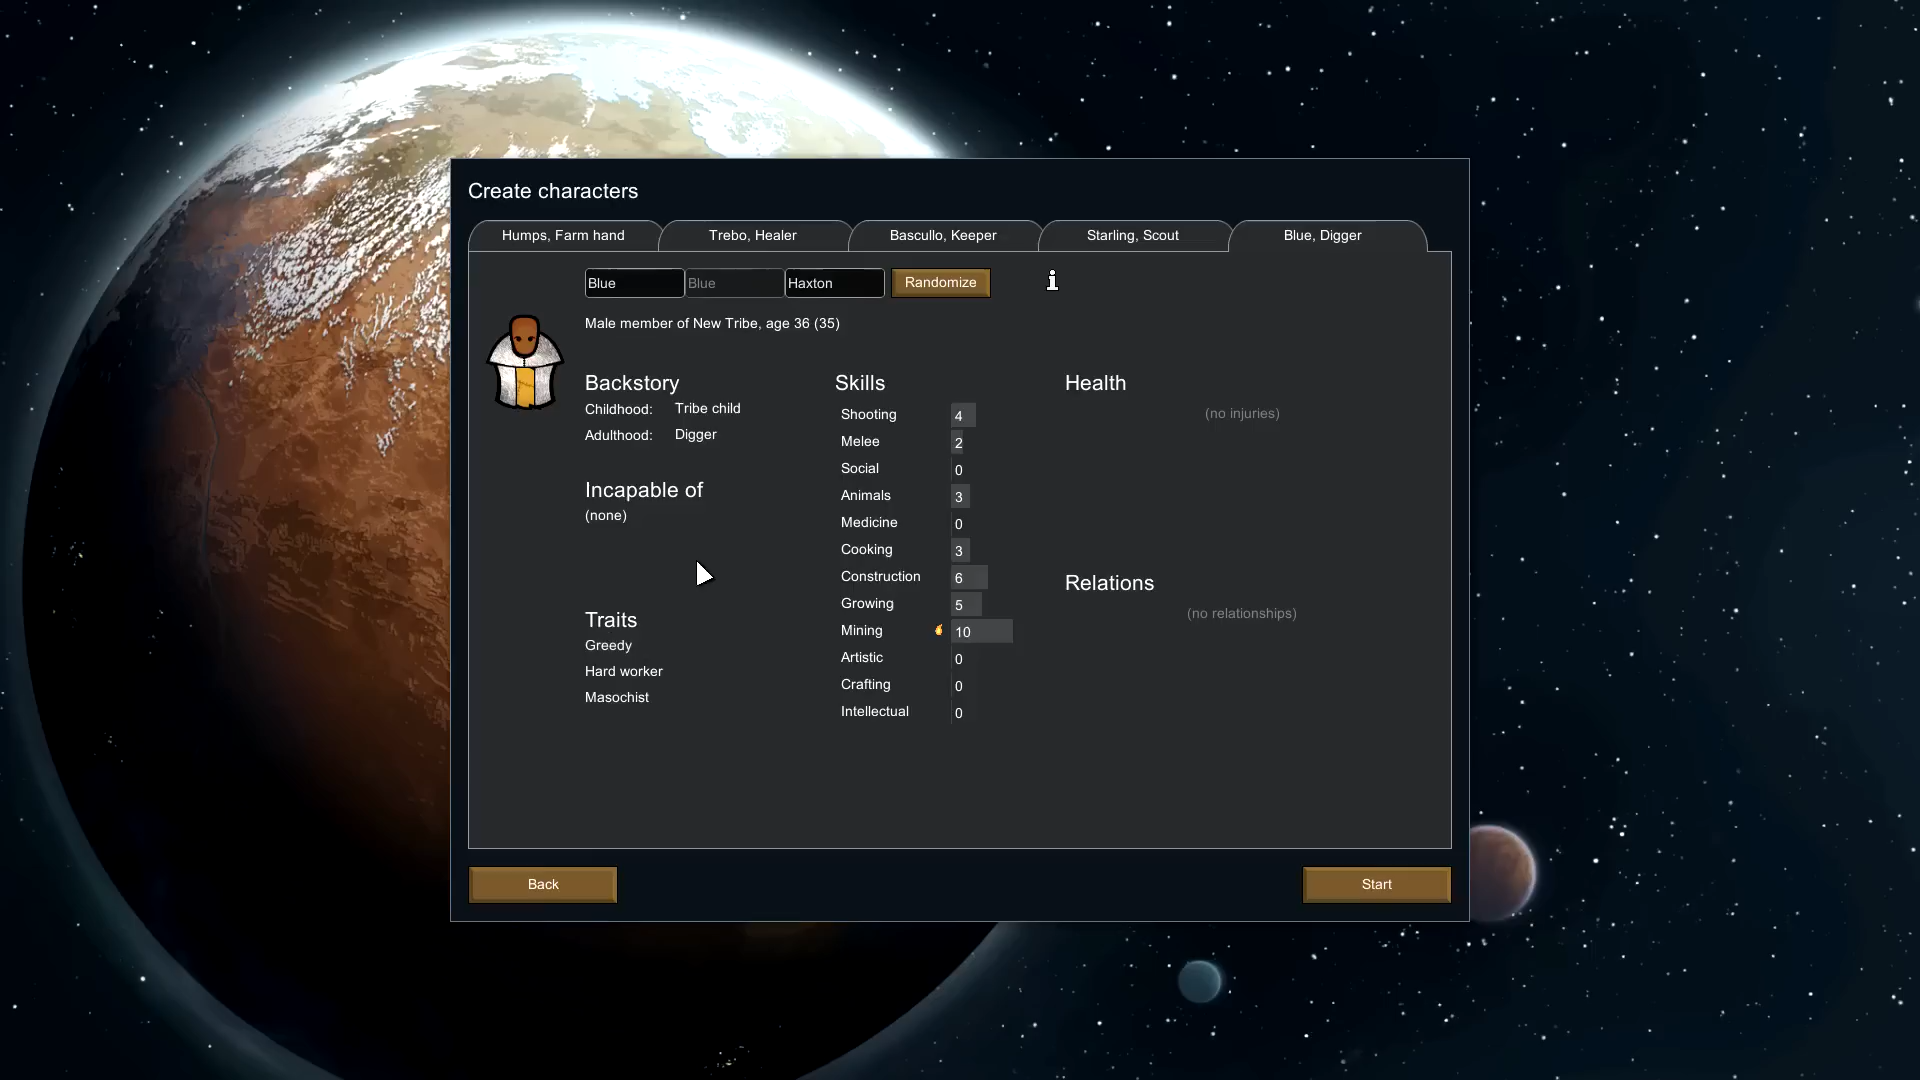 Create characters
Humps, Farm hand
Trebo, Healer
Bascullo, Keeper
Starling, Scout
Blue, Digger
Blue
Blue
Haxton
Randomize
Male member of New Tribe, age 36 (35)
Backstory
Childhood: Tribe child
Adulthood: Digger
Incapable of
(none)
Traits
Greedy
Hard worker
Masochist
Skills
Shooting 4
Melee 2
Social 0
Animals 3
Medicine 0
Cooking 3
Construction 6
Growing 5
Mining 10
Artistic 0
Crafting 0
Intellectual 0
Health
(no injuries)
Relations
(no relationships)
Back
Start